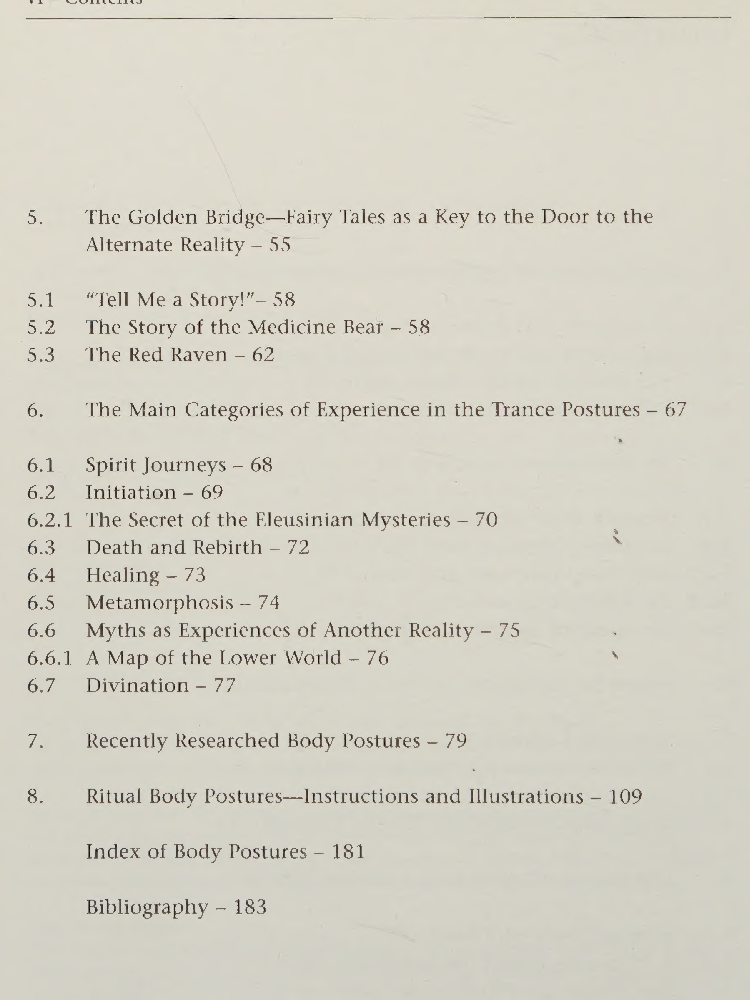 VI – Contents
5. The Golden Bridge—Fairy Tales as a Key to the Door to the
Alternate Reality – 55
5.1 “Tell Me a Story!”– 58
5.2 The Story of the Medicine Bear – 58
5.3 The Red Raven – 62
6. The Main Categories of Experience in the Trance Postures – 67
6.1 Spirit Journeys – 68
6.2 Initiation – 69
6.2.1 The Secret of the Eleusinian Mysteries – 70
6.3 Death and Rebirth – 72
6.4 Healing – 73
6.5 Metamorphosis – 74
6.6 Myths as Experiences of Another Reality – 75
6.6.1 A Map of the Lower World – 76
6.7 Divination – 77
7. Recently Researched Body Postures – 79
8. Ritual Body Postures—Instructions and Illustrations – 109
Index of Body Postures – 181
Bibliography – 183